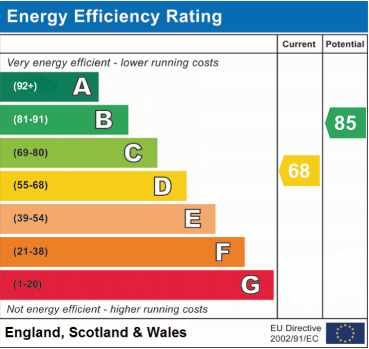 Energy Efficiency Rating
Current Potential
Very energy efficient - lower running costs
(92+) A
(81-91) B
(69-80) C
(55-68) D
(39-54) E
(21-38) F
(1-20) G
68
85
Not energy efficient - higher running costs
England, Scotland & Wales
EU Directive
2002/91/EC